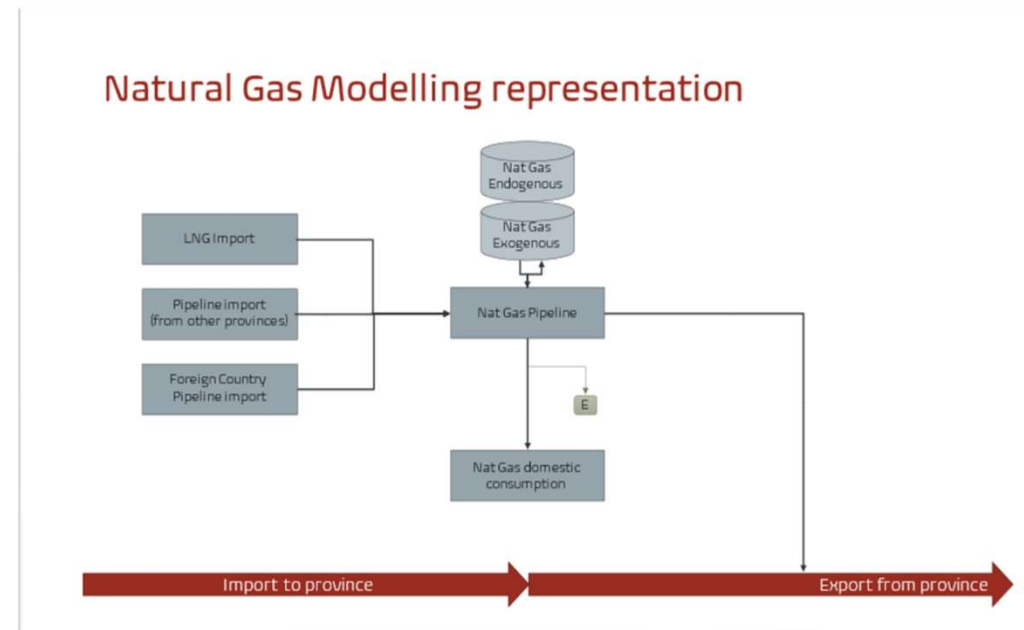 Natural Gas Modelling representation
Nat Gas
Endogenous
Nat Gas
Exogenous
LNG Import
Pipeline import
(from other provinces)
Foreign Country
Pipeline import
Nat Gas Pipeline
E
Nat Gas domestic
consumption
Import to province
Export from province